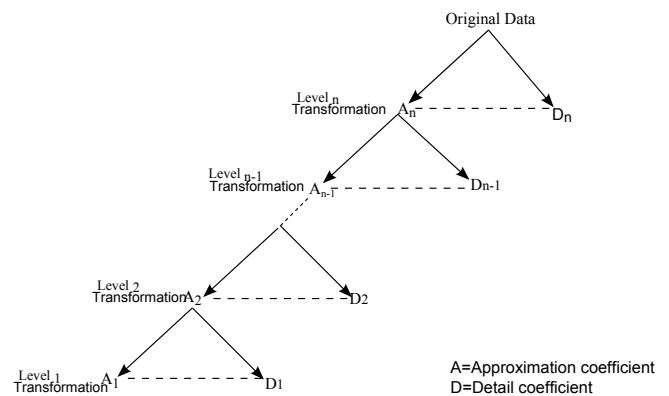 Original Data
Level n
Transformation An Dn
Level n-1
Transformation An-1 Dn-1
Level 2
Transformation A2 D2
Level 1
Transformation A1 D1
A=Approximation coefficient
D=Detail coefficient